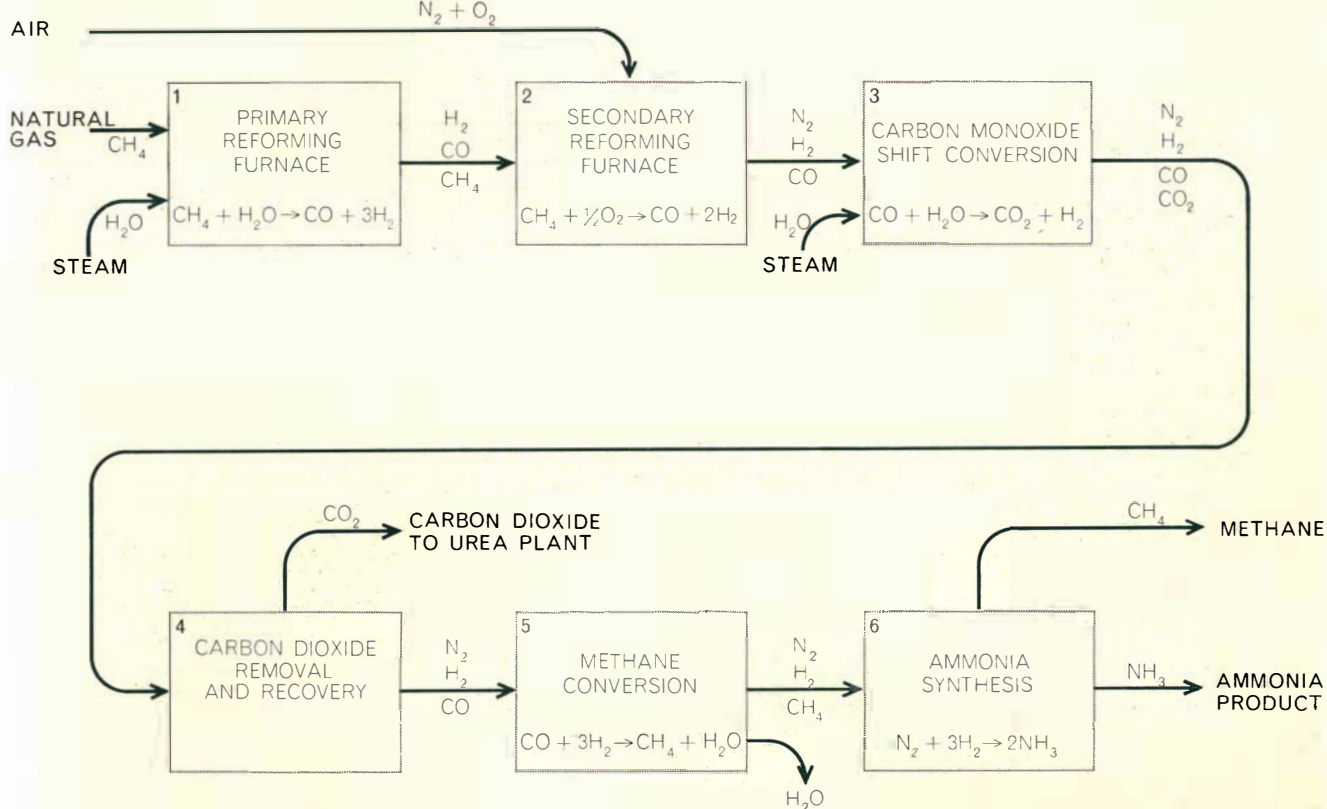 AIR
N₂ + O₂
NATURAL
GAS
CH₄
H₂O
STEAM
1
PRIMARY
REFORMING
FURNACE
CH₄ + H₂O → CO + 3H₂
H₂
CO
CH₄
2
SECONDARY
REFORMING
FURNACE
CH₄ + ½O₂ → CO + 2H₂
N₂
H₂
CO
H₂O
STEAM
3
CARBON MONOXIDE
SHIFT CONVERSION
CO + H₂O → CO₂ + H₂
N₂
H₂
CO
CO₂
CO₂
CARBON DIOXIDE
TO UREA PLANT
4
CARBON DIOXIDE
REMOVAL
AND RECOVERY
N₂
H₂
CO
5
METHANE
CONVERSION
CO + 3H₂ → CH₄ + H₂O
H₂O
N₂
H₂
CH₄
6
AMMONIA
SYNTHESIS
N₂ + 3H₂ → 2NH₃
CH₄
METHANE
NH₃
AMMONIA
PRODUCT